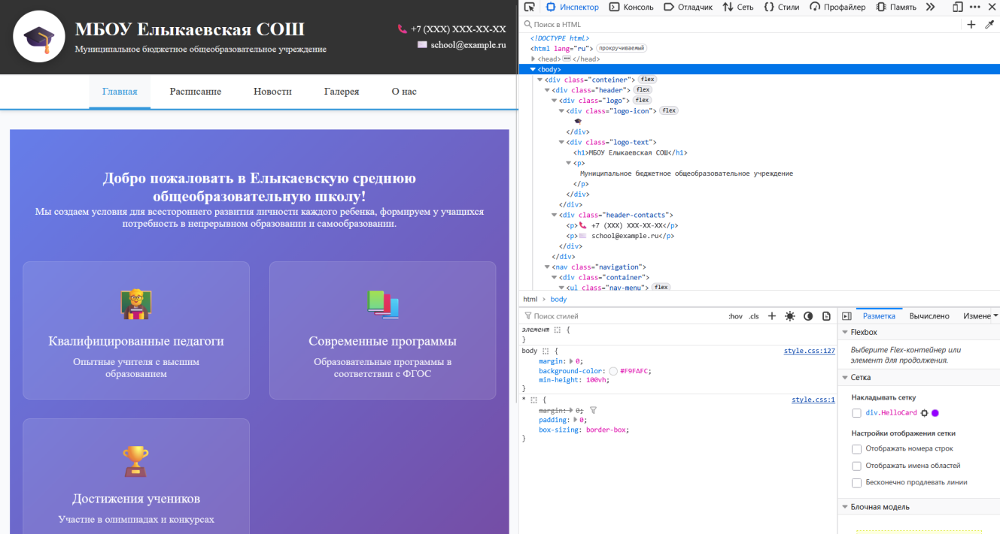 МБОУ Елыкаевская СОШ
Муниципальное бюджетное общеобразовательное учреждение
+7 (XXX) XXX-XX-XX
school@example.ru
Главная Расписание Новости Галерея О нас
Добро пожаловать в Елыкаевскую среднюю
общеобразовательную школу!
Мы создаем условия для всестороннего развития личности каждого ребенка, формируем у учащихся
потребность в непрерывном образовании и самообразовании.
Квалифицированные педагоги
Опытные учителя с высшим
образованием
Современные программы
Образовательные программы в
соответствии с ФГОС
Достижения учеников
Участие в олимпиадах и конкурсах
Инспектор Консоль Отладчик Сеть Стили Профайлер Память
Поиск в HTML
<!DOCTYPE html>
<html lang="ru"> прокручиваемый
<head> ••• </head>
<body>
<div class="conteiner"> flex
<div class="header"> flex
<div class="logo"> flex
<div class="logo-icon"> flex
</div>
<div class="logo-text">
<h1>МБОУ Елыкаевская СОШ</h1>
<p>
Муниципальное бюджетное общеобразовательное учреждение
</p>
</div>
</div>
<div class="header-contacts">
<p>📞 +7 (XXX) XXX-XX-XX</p>
<p>✉️ school@example.ru</p>
</div>
</div>
<nav class="navigation">
<div class="container">
<ul class="nav-menu"> flex
html › body
Поиск стилей :hov .cls +
элемент {
}
body { style.css:127
margin: 0;
background-color: #F9FAFC;
min-height: 100vh;
}
* { style.css:1
margin: 0;
padding: 0;
box-sizing: border-box;
}
Разметка Вычислено Измене
Flexbox
Выберите Flex-контейнер или
элемент для продолжения.
Сетка
Накладывать сетку
div.HelloCard
Настройки отображения сетки
Отображать номера строк
Отображать имена областей
Бесконечно продлевать линии
Блочная модель